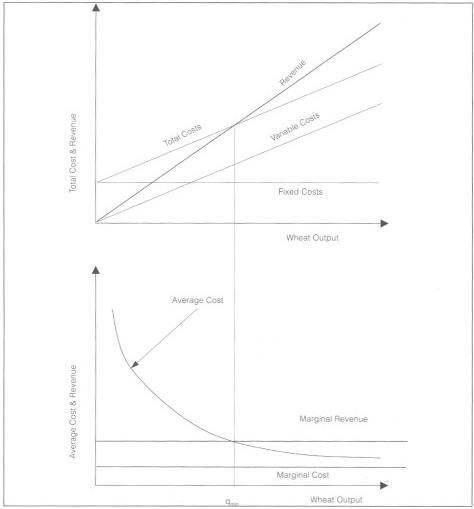 Revenue
Total Costs
Variable Costs
Fixed Costs
Total Cost & Revenue
Wheat Output
Average Cost
Average Cost & Revenue
Marginal Revenue
Marginal Cost
qmin
Wheat Output